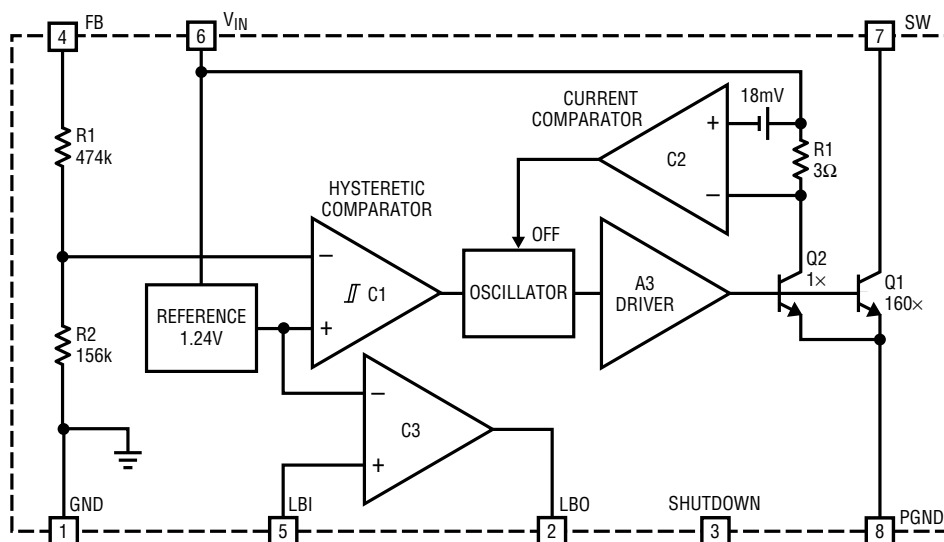 FB
4
V_IN
6
SW
7
R1
474k
CURRENT
COMPARATOR
18mV
+
C2
−
R1
3Ω
HYSTERETIC
COMPARATOR
−
C1
+
OFF
OSCILLATOR
A3
DRIVER
Q2
1×
Q1
160×
REFERENCE
1.24V
R2
156k
−
C3
+
GND
1
LBI
5
LBO
2
SHUTDOWN
3
PGND
8